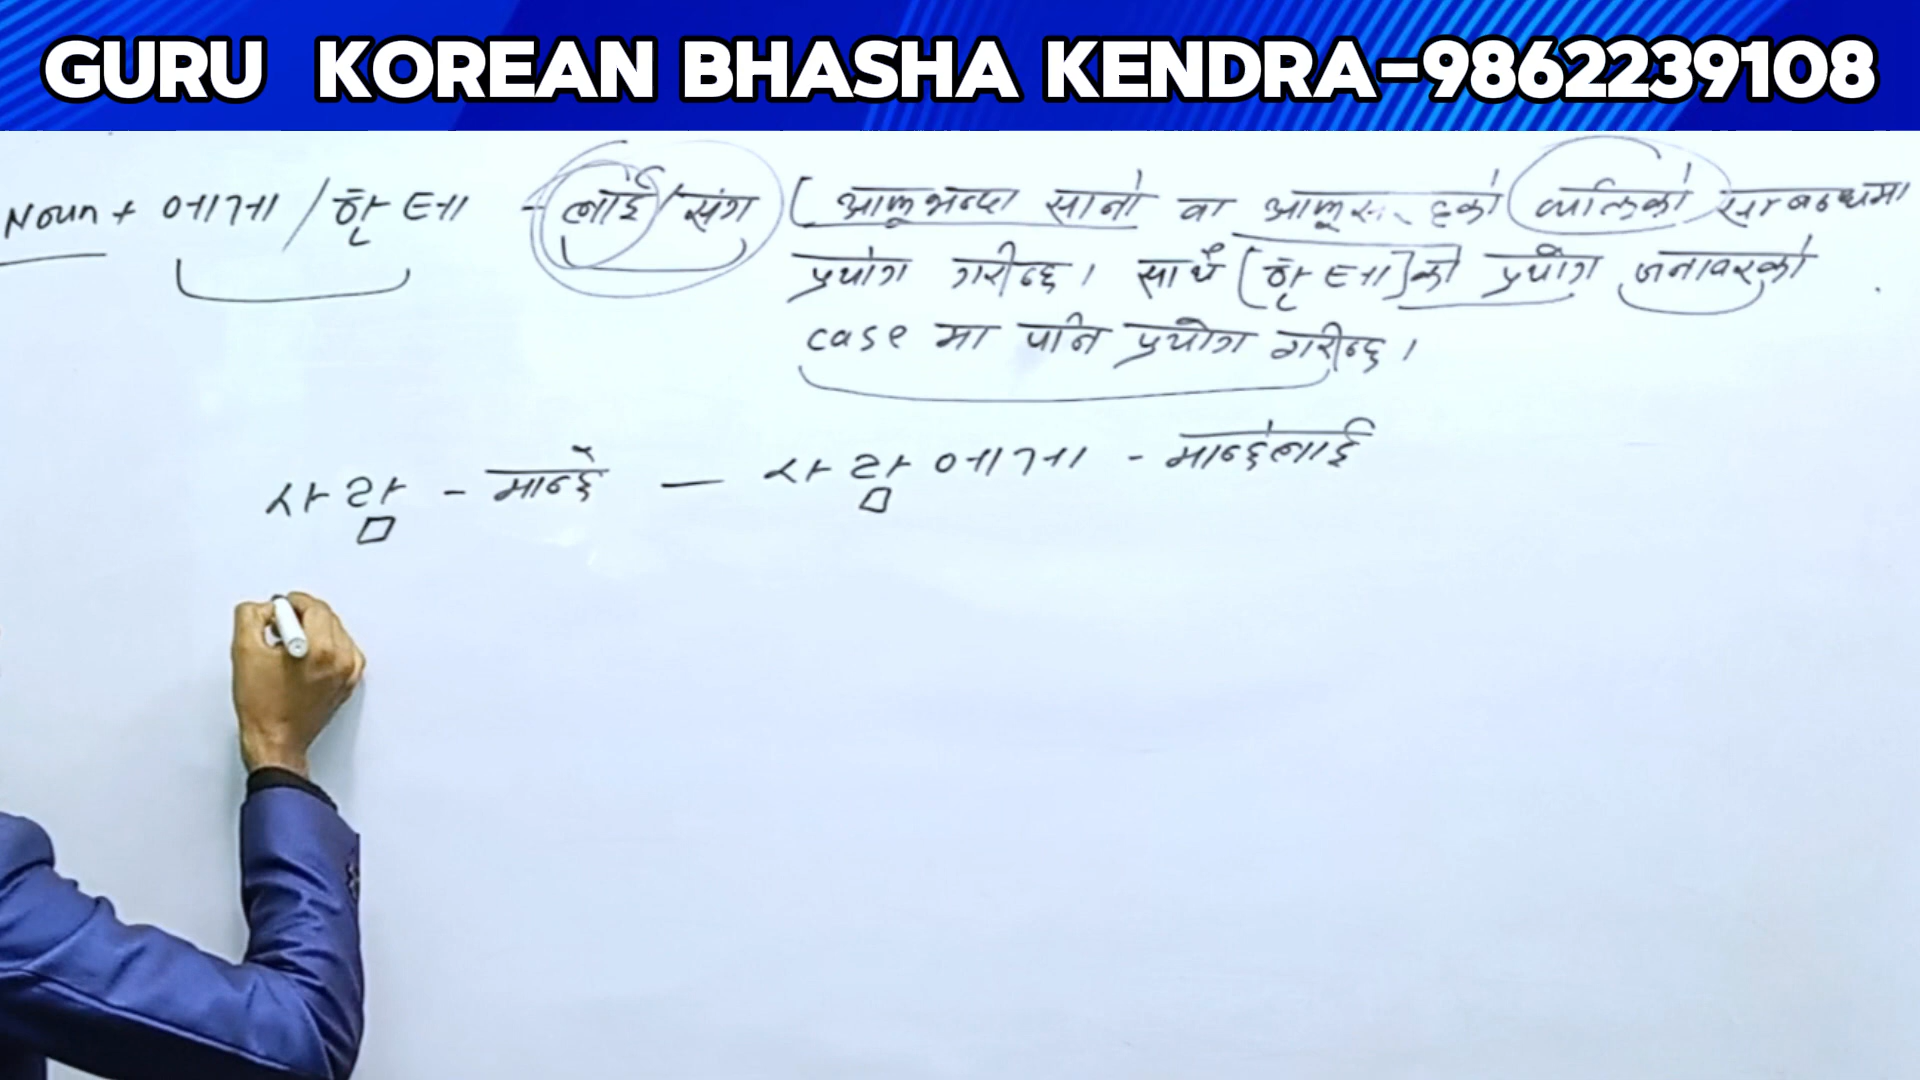 GURU KOREAN BHASHA KENDRA-9862239108
Noun + 에게 / 한테 - लाई/संग [ आफूभन्दा सानो वा आफूसरहको व्यक्तिको सम्बन्धमा
प्रयोग गरीन्छ। साथै [한테]को प्रयोग जनावरको
case मा पनि प्रयोग गरीन्छ।
사람 - मान्छे — 사람에게 - मान्छेलाई